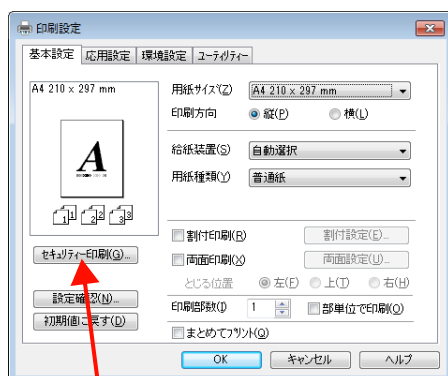 印刷設定
基本設定 応用設定 環境設定 ユーティリティー
A4 210 x 297 mm
A
1 1 2 2 3 3
セキュリティー印刷(G)...
設定確認(N)...
初期値に戻す(D)
用紙サイズ(Z) A4 210 x 297 mm
印刷方向 縦(P) 横(L)
給紙装置(S) 自動選択
用紙種類(Y) 普通紙
割付印刷(R) 割付設定(E)...
両面印刷(X) 両面設定(U)...
とじる位置 左(F) 上(T) 右(H)
印刷部数(I) 1 部単位で印刷(O)
まとめてプリント(Q)
OK キャンセル ヘルプ